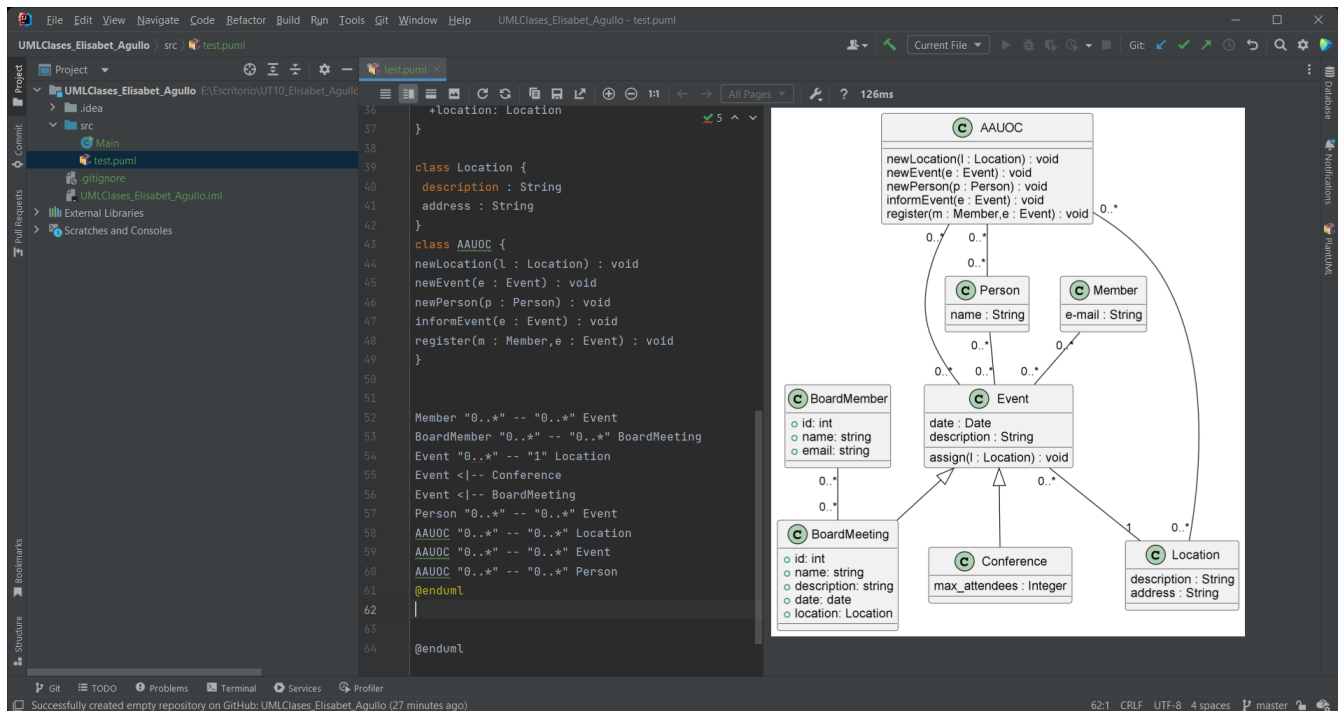 File Edit View Navigate Code Refactor Build Run Tools Git Window Help UMLClases_Elisabet_Agullo - test.puml
UMLClases_Elisabet_Agullo src test.puml Current File Git:
Project
Project
test.puml
UMLClases_Elisabet_Agullo E:\Escritorio\UT10_Elisabet_Agulló
.idea
src
Main
test.puml
.gitignore
UMLClases_Elisabet_Agullo.iml
External Libraries
Scratches and Consoles
Commit
Pull Requests
Bookmarks
Structure
1:1 All Pages ? 126ms
5
36 +location: Location
37 }
38
39 class Location {
40 description : String
41 address : String
42 }
43 class AAUOC {
44 newLocation(l : Location) : void
45 newEvent(e : Event) : void
46 newPerson(p : Person) : void
47 informEvent(e : Event) : void
48 register(m : Member,e : Event) : void
49 }
50
51
52 Member "0..*" -- "0..*" Event
53 BoardMember "0..*" -- "0..*" BoardMeeting
54 Event "0..*" -- "1" Location
55 Event <|-- Conference
56 Event <|-- BoardMeeting
57 Person "0..*" -- "0..*" Event
58 AAUOC "0..*" -- "0..*" Location
59 AAUOC "0..*" -- "0..*" Event
60 AAUOC "0..*" -- "0..*" Person
61 @enduml
62
63
64 @enduml
C AAUOC
newLocation(l : Location) : void
newEvent(e : Event) : void
newPerson(p : Person) : void
informEvent(e : Event) : void
register(m : Member,e : Event) : void
0..*
0..* 0..*
0..*
C Person
name : String
C Member
e-mail : String
0..* 0..*
0..* 0..* 0..*
C BoardMember
id: int
name: string
email: string
C Event
date : Date
description : String
assign(l : Location) : void
0..* 0..*
0..*
1 0..*
C BoardMeeting
id: int
name: string
description: string
date: date
location: Location
C Conference
max_attendees : Integer
C Location
description : String
address : String
Database
Notifications
PlantUML
Git TODO Problems Terminal Services Profiler
Successfully created empty repository on GitHub: UMLClases_Elisabet_Agullo (27 minutes ago) 62:1 CRLF UTF-8 4 spaces master